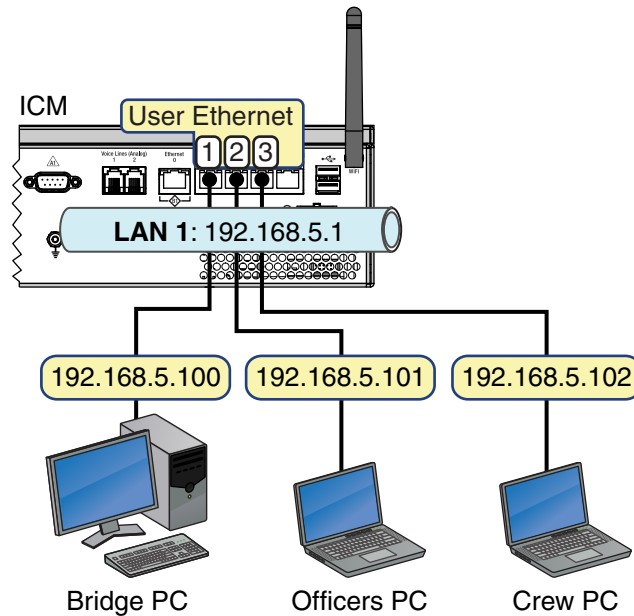 ICM
User Ethernet
1 2 3
Voice Lines (Analog)
1 2
Ethernet
0
A1
B1
WiFi
LAN 1: 192.168.5.1
192.168.5.100
192.168.5.101
192.168.5.102
Bridge PC
Officers PC
Crew PC